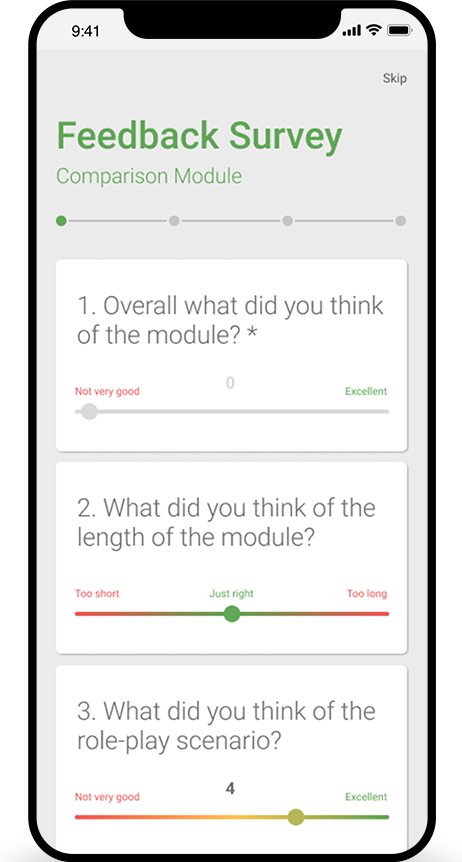 9:41
Skip
Feedback Survey
Comparison Module
1. Overall what did you think
of the module? *
0
Not very good Excellent
2. What did you think of the
length of the module?
Too short Just right Too long
3. What did you think of the
role-play scenario?
4
Not very good Excellent